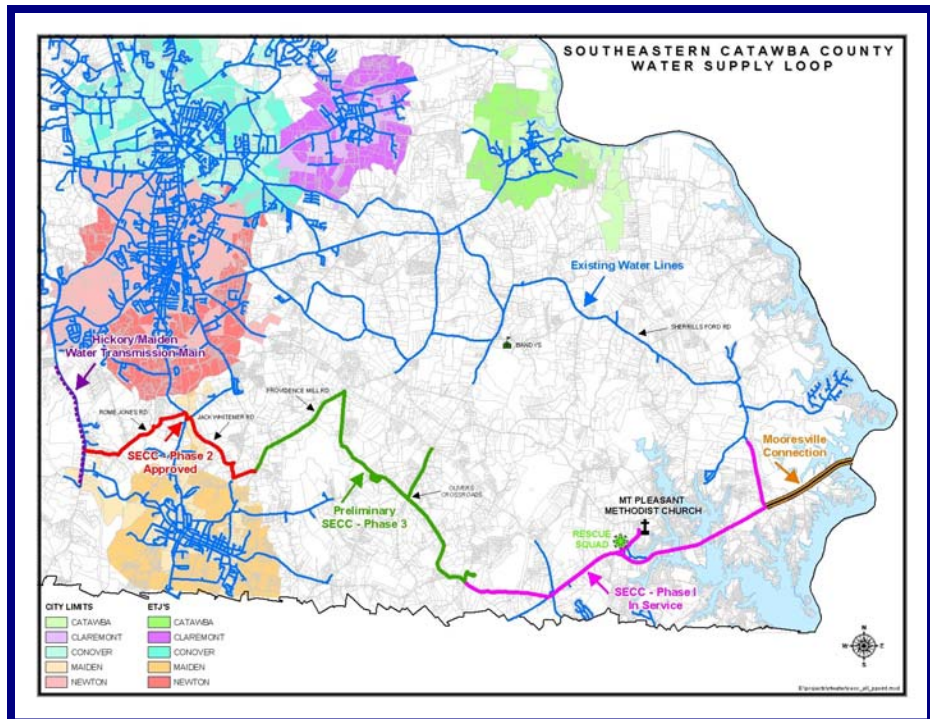 SOUTHEASTERN CATAWBA COUNTY
WATER SUPPLY LOOP
Existing Water Lines
SHERRILLS FORD RD
BANDYS
Hickory/Maiden
Water Transmission Main
PROVIDENCE MILL RD
ROME JONES RD
JACK WHITENER RD
SECC - Phase 2
Approved
Mooresville
Connection
OLIVERS
CROSSROADS
Preliminary
SECC - Phase 3
MT PLEASANT
METHODIST CHURCH
RESCUE
SQUAD
SECC - Phase I
In Service
CITY LIMITS
CATAWBA
CLAREMONT
CONOVER
MAIDEN
NEWTON
ETJ'S
CATAWBA
CLAREMONT
CONOVER
MAIDEN
NEWTON
N
W
E
S